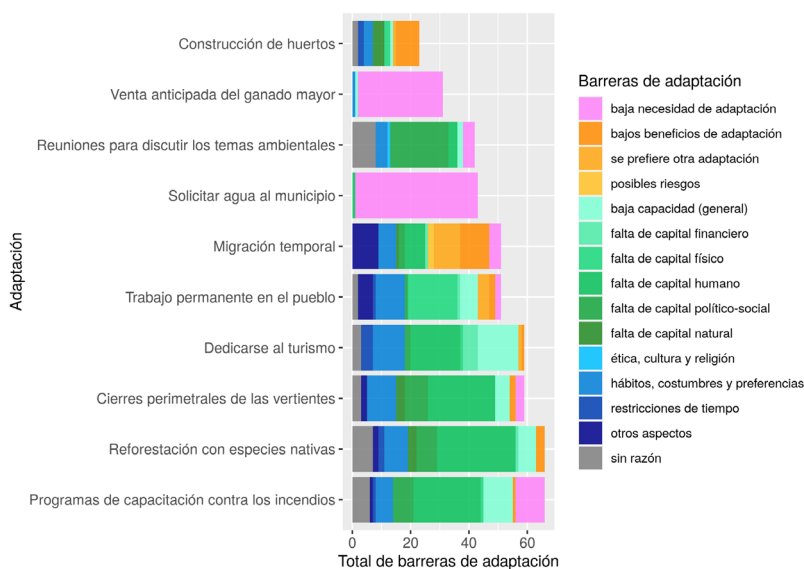 Adaptación
Construcción de huertos
Venta anticipada del ganado mayor
Reuniones para discutir los temas ambientales
Solicitar agua al municipio
Migración temporal
Trabajo permanente en el pueblo
Dedicarse al turismo
Cierres perimetrales de las vertientes
Reforestación con especies nativas
Programas de capacitación contra los incendios
0 20 40 60
Total de barreras de adaptación
Barreras de adaptación
baja necesidad de adaptación
bajos beneficios de adaptación
se prefiere otra adaptación
posibles riesgos
baja capacidad (general)
falta de capital financiero
falta de capital físico
falta de capital humano
falta de capital político-social
falta de capital natural
ética, cultura y religión
hábitos, costumbres y preferencias
restricciones de tiempo
otros aspectos
sin razón